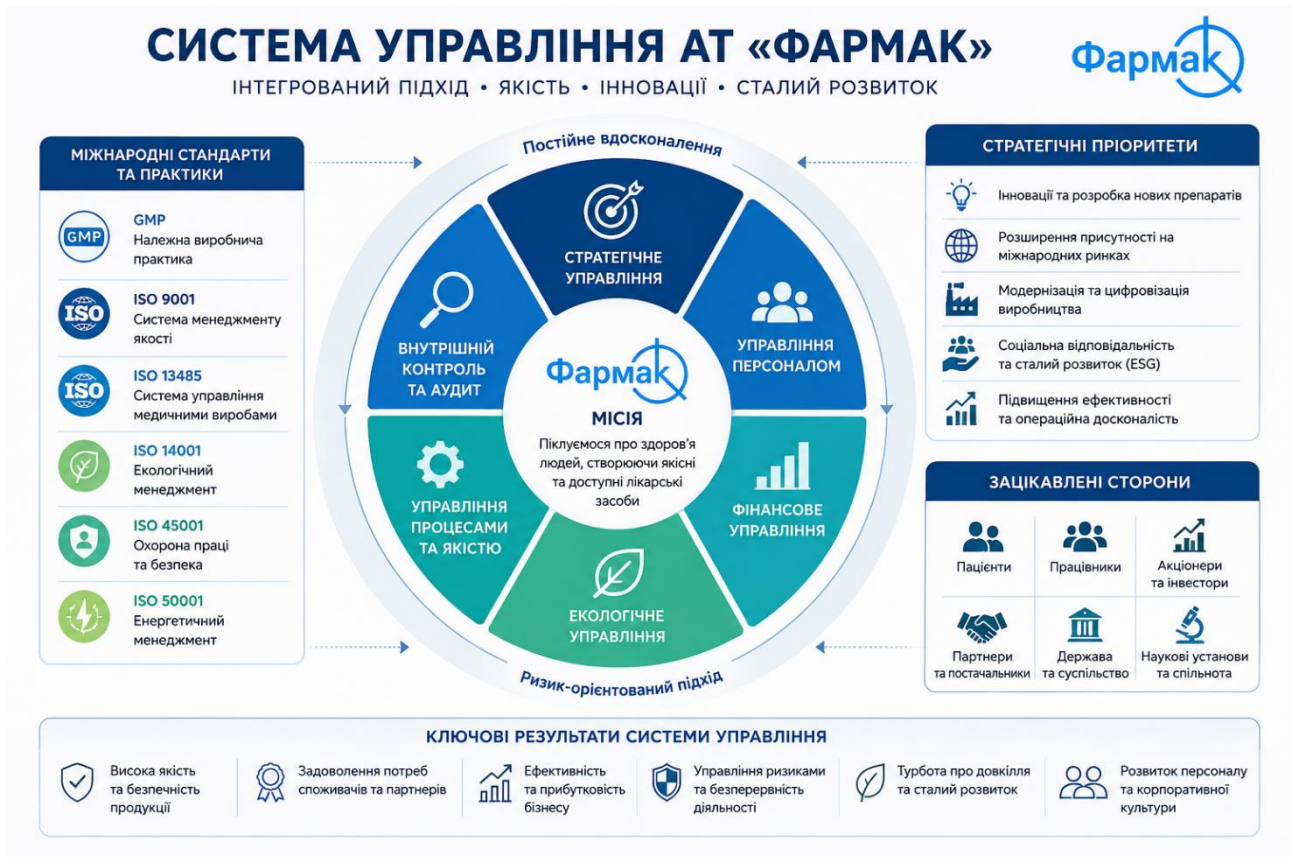 СИСТЕМА УПРАВЛІННЯ АТ «ФАРМАК»
ІНТЕГРОВАНИЙ ПІДХІД • ЯКІСТЬ • ІННОВАЦІЇ • СТАЛИЙ РОЗВИТОК
Фармак
МІЖНАРОДНІ СТАНДАРТИ
ТА ПРАКТИКИ
GMP
GMP
Належна виробнича
практика
ISO
ISO 9001
Система менеджменту
якості
ISO
ISO 13485
Система управління
медичними виробами
ISO 14001
Екологічний
менеджмент
ISO 45001
Охорона праці
та безпека
ISO 50001
Енергетичний
менеджмент
Постійне вдосконалення
СТРАТЕГІЧНЕ
УПРАВЛІННЯ
УПРАВЛІННЯ
ПЕРСОНАЛОМ
ФІНАНСОВЕ
УПРАВЛІННЯ
ЕКОЛОГІЧНЕ
УПРАВЛІННЯ
УПРАВЛІННЯ
ПРОЦЕСАМИ
ТА ЯКІСТЮ
ВНУТРІШНІЙ
КОНТРОЛЬ
ТА АУДИТ
Фармак
МІСІЯ
Піклуємося про здоров'я
людей, створюючи якісні
та доступні лікарські
засоби
Ризик-орієнтований підхід
СТРАТЕГІЧНІ ПРІОРИТЕТИ
Інновації та розробка нових препаратів
Розширення присутності на
міжнародних ринках
Модернізація та цифровізація
виробництва
Соціальна відповідальність
та сталий розвиток (ESG)
Підвищення ефективності
та операційна досконалість
ЗАЦІКАВЛЕНІ СТОРОНИ
Пацієнти
Працівники
Акціонери
та інвестори
Партнери
та постачальники
Держава
та суспільство
Наукові установи
та спільнота
КЛЮЧОВІ РЕЗУЛЬТАТИ СИСТЕМИ УПРАВЛІННЯ
Висока якість
та безпечність
продукції
Задоволення потреб
споживачів та партнерів
Ефективність
та прибутковість
бізнесу
Управління ризиками
та безперервність
діяльності
Турбота про довкілля
та сталий розвиток
Розвиток персоналу
та корпоративної
культури